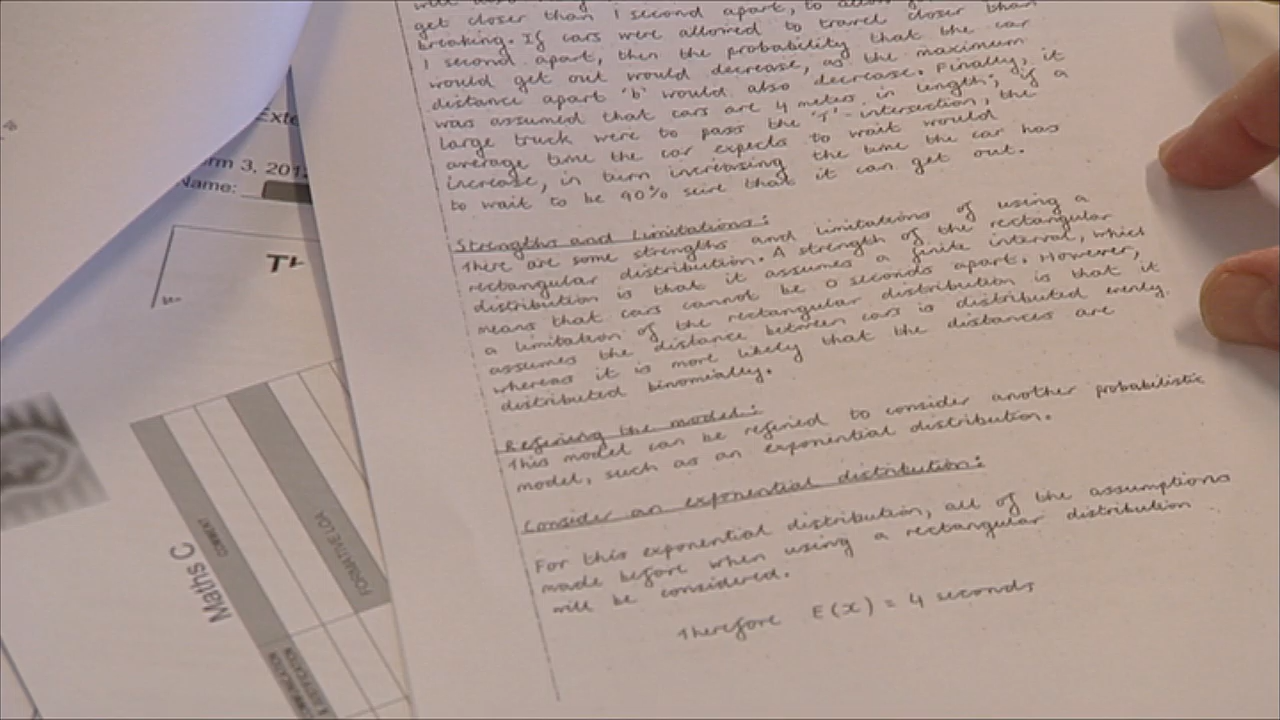 get closer than 1 second apart, to allow
breaking. If cars were allowed to travel closer than
1 second apart, then the probability that the car
would get out would decrease, as the maximum
distance apart 'b' would also decrease. Finally, it
was assumed that cars are 4 meters in length; if a
large truck were to pass the 'T'-intersection, the
average time the car expects to wait would
increase, in turn increasing the time the car has
to wait to be 90% sure that it can get out.
Strengths and Limitations:
There are some strengths and limitations of using a
rectangular distribution. A strength of the rectangular
distribution is that it assumes a finite interval, which
means that cars cannot be 0 seconds apart. However,
a limitation of the rectangular distribution is that it
assumes the distance between cars is distributed evenly,
whereas it is more likely that the distances are
distributed binomially.
Refining the model:
This model can be refined to consider another probabilistic
model, such as an exponential distribution.
Consider an exponential distribution:
For this exponential distribution, all of the assumptions
made before when using a rectangular distribution
will be considered.
Therefore E(x) = 4 seconds
Exte
rm 3, 201
Name:
Th
Maths C
COMMENT
FORMATIVE LOA